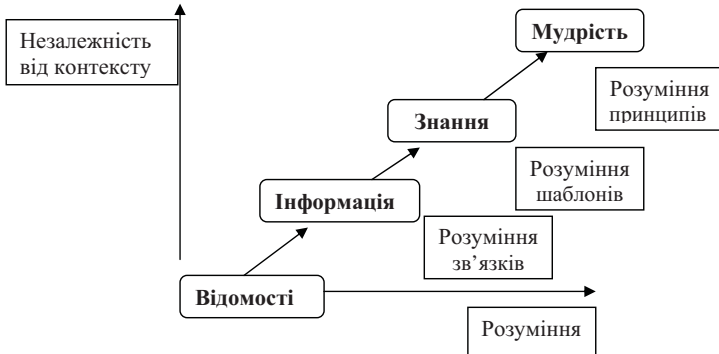 Незалежність
від контексту
Мудрість
Розуміння
принципів
Знання
Розуміння
шаблонів
Інформація
Розуміння
зв’язків
Відомості
Розуміння